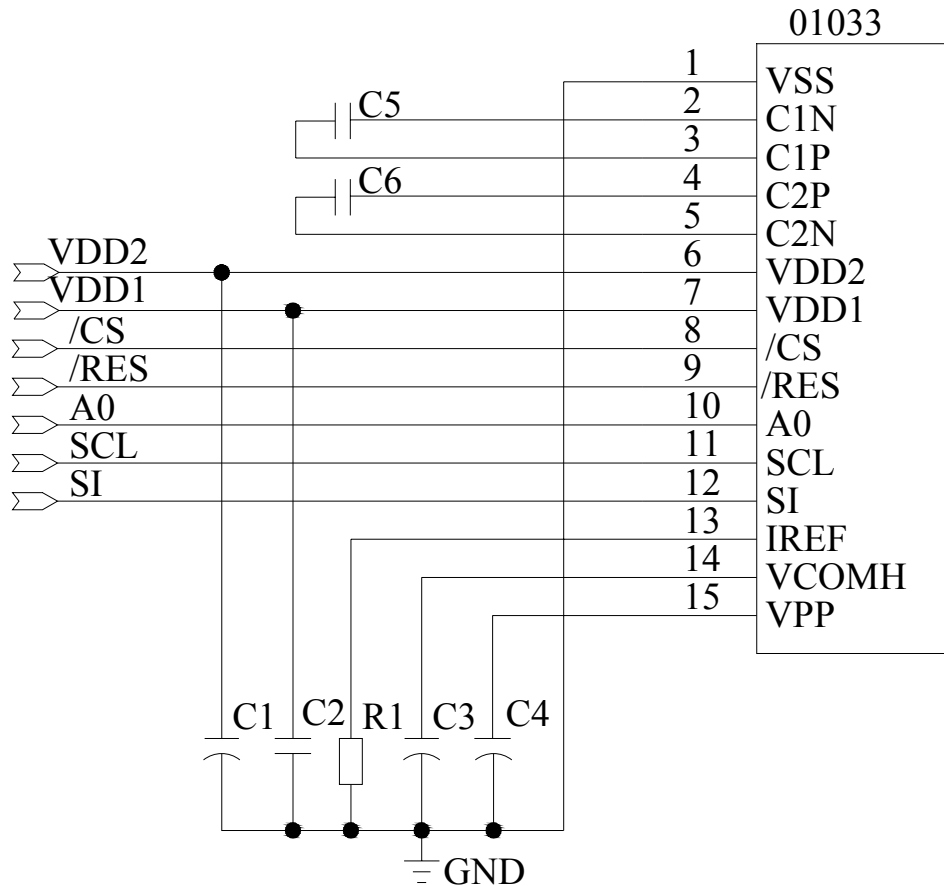 01033
1
VSS
C5
2
C1N
3
C1P
C6
4
C2P
5
C2N
VDD2
6
VDD2
VDD1
7
VDD1
/CS
8
/CS
/RES
9
/RES
A0
10
A0
SCL
11
SCL
SI
12
SI
13
IREF
14
VCOMH
15
VPP
C1
C2
R1
C3
C4
GND